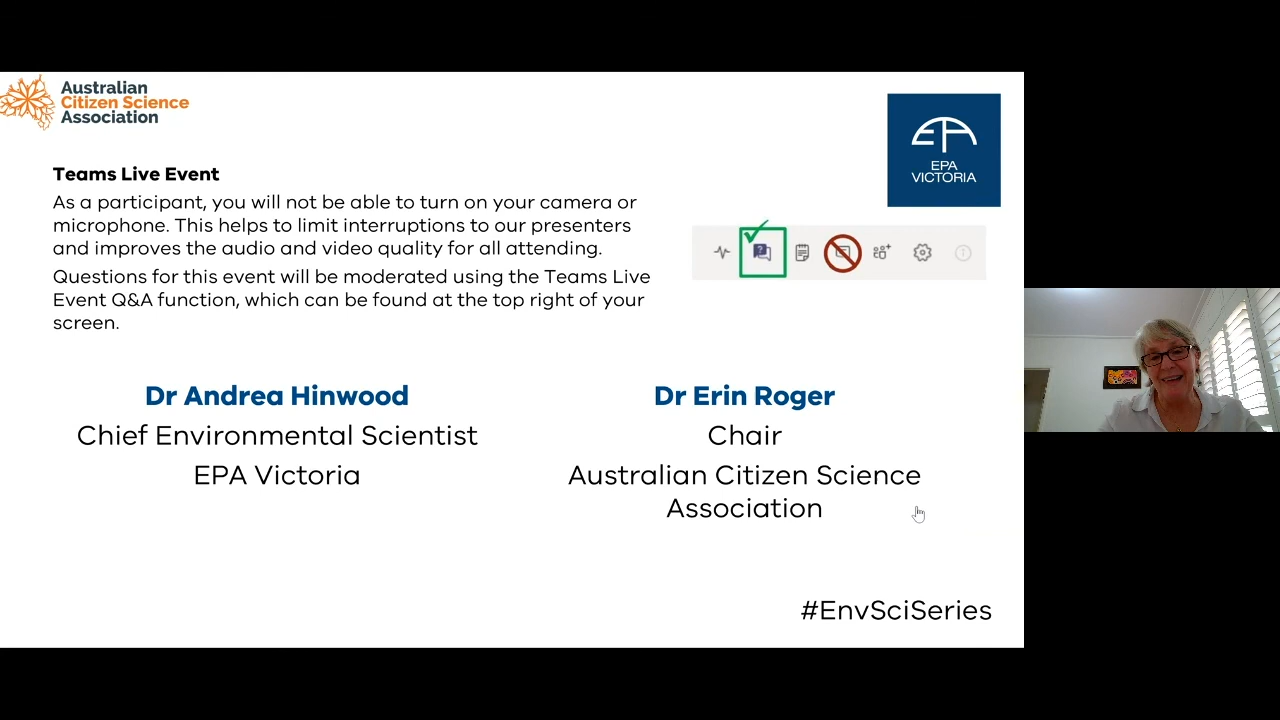 Australian
Citizen Science
Association
EPA
VICTORIA
Teams Live Event
As a participant, you will not be able to turn on your camera or
microphone. This helps to limit interruptions to our presenters
and improves the audio and video quality for all attending.
Questions for this event will be moderated using the Teams Live
Event Q&A function, which can be found at the top right of your
screen.
Dr Andrea Hinwood
Chief Environmental Scientist
EPA Victoria
Dr Erin Roger
Chair
Australian Citizen Science
Association
#EnvSciSeries